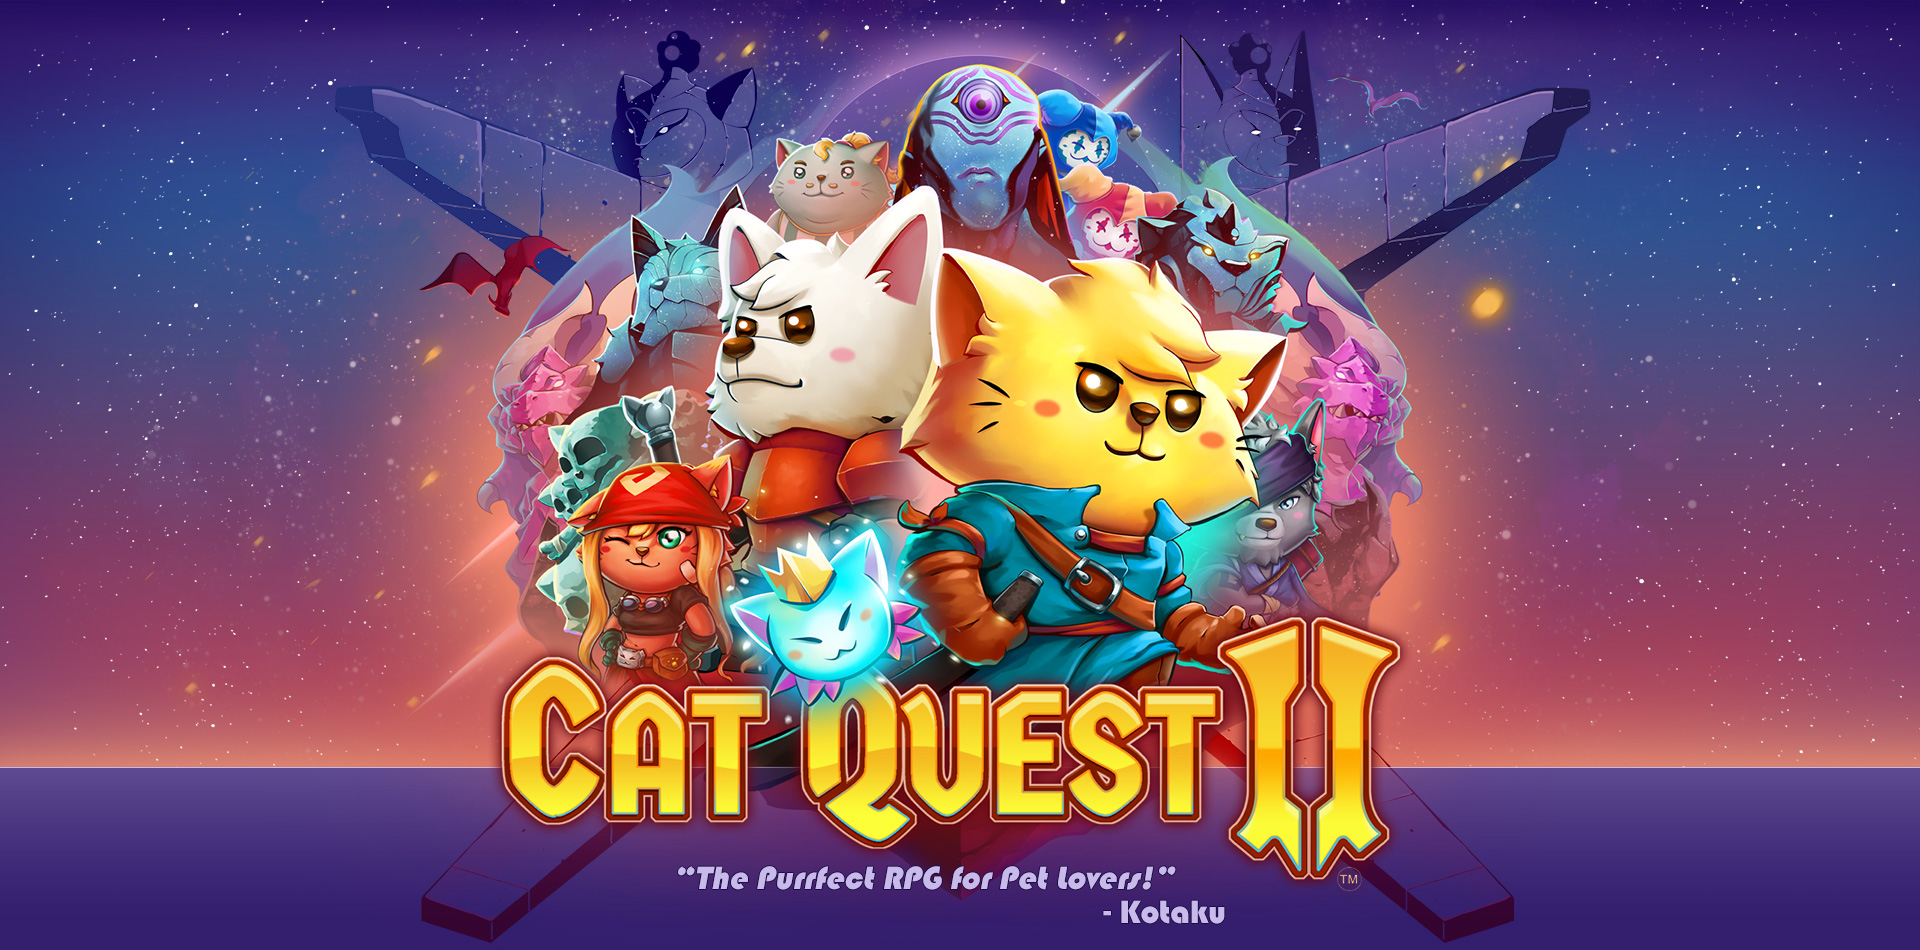 CAT QUEST II
TM
“The Purrfect RPG for Pet Lovers!”
- Kotaku